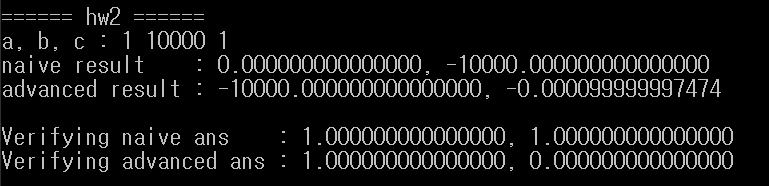 ====== hw2 ======
a, b, c : 1 10000 1
naive result    : 0.000000000000000, -10000.000000000000000
advanced result : -10000.000000000000000, -0.000099999997474
Verifying naive ans    : 1.000000000000000, 1.000000000000000
Verifying advanced ans : 1.000000000000000, 0.000000000000000